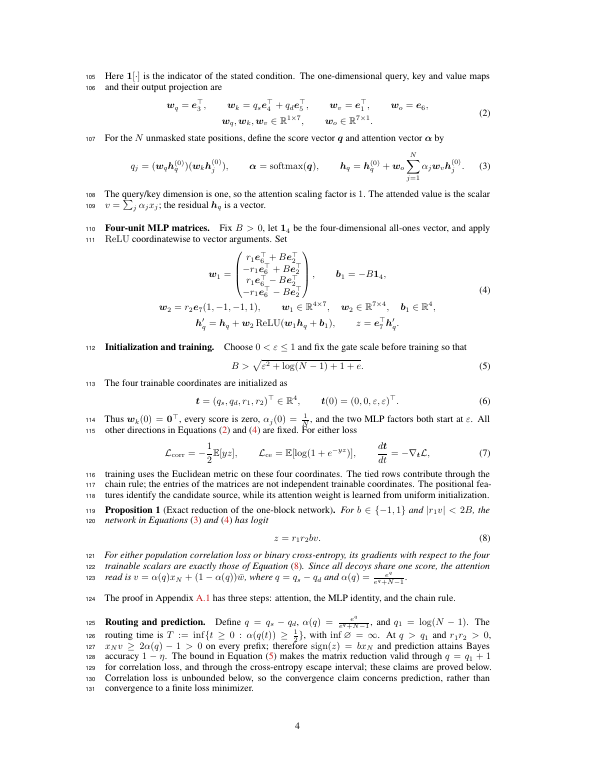 105 Here 𝟏[·] is the indicator of the stated condition. The one-dimensional query, key and value maps
106 and their output projection are
w_q = e_3^⊤, w_k = q_s e_4^⊤ + q_d e_5^⊤, w_v = e_1^⊤, w_o = e_6,
w_q, w_k, w_v ∈ ℝ^{1×7}, w_o ∈ ℝ^{7×1}. (2)
107 For the N unmasked state positions, define the score vector q and attention vector α by
q_j = (w_q h_q^{(0)})(w_k h_j^{(0)}), α = softmax(q), h_q = h_q^{(0)} + w_o ∑_{j=1}^{N} α_j w_v h_j^{(0)}. (3)
108 The query/key dimension is one, so the attention scaling factor is 1. The attended value is the scalar
109 v = ∑_j α_j x_j; the residual h_q is a vector.
110 Four-unit MLP matrices. Fix B > 0, let 𝟏_4 be the four-dimensional all-ones vector, and apply
111 ReLU coordinatewise to vector arguments. Set
w_1 = ( r_1 e_6^⊤ + B e_2^⊤
−r_1 e_6^⊤ + B e_2^⊤
r_1 e_6^⊤ − B e_2^⊤
−r_1 e_6^⊤ − B e_2^⊤ ), b_1 = −B𝟏_4,
w_2 = r_2 e_7(1, −1, −1, 1), w_1 ∈ ℝ^{4×7}, w_2 ∈ ℝ^{7×4}, b_1 ∈ ℝ^4, (4)
h′_q = h_q + w_2 ReLU(w_1 h_q + b_1), z = e_7^⊤ h′_q.
112 Initialization and training. Choose 0 < ε ≤ 1 and fix the gate scale before training so that
B > √(ε^2 + log(N − 1) + 1 + e). (5)
113 The four trainable coordinates are initialized as
t = (q_s, q_d, r_1, r_2)^⊤ ∈ ℝ^4, t(0) = (0, 0, ε, ε)^⊤. (6)
114 Thus w_k(0) = 0^⊤, every score is zero, α_j(0) = 1/N, and the two MLP factors both start at ε. All
115 other directions in Equations (2) and (4) are fixed. For either loss
ℒ_corr = −1/2 𝔼[yz], ℒ_ce = 𝔼[log(1 + e^{−yz})], dt/dt = −∇_t ℒ, (7)
116 training uses the Euclidean metric on these four coordinates. The tied rows contribute through the
117 chain rule; the entries of the matrices are not independent trainable coordinates. The positional fea-
118 tures identify the candidate source, while its attention weight is learned from uniform initialization.
119 Proposition 1 (Exact reduction of the one-block network). For b ∈ {−1, 1} and |r_1 v| < 2B, the
120 network in Equations (3) and (4) has logit
z = r_1 r_2 bv. (8)
121 For either population correlation loss or binary cross-entropy, its gradients with respect to the four
122 trainable scalars are exactly those of Equation (8). Since all decoys share one score, the attention
123 read is v = α(q)x_N + (1 − α(q))w̄, where q = q_s − q_d and α(q) = e^q/(e^q+N−1).
124 The proof in Appendix A.1 has three steps: attention, the MLP identity, and the chain rule.
125 Routing and prediction. Define q = q_s − q_d, α(q) = e^q/(e^q+N−1), and q_1 = log(N − 1). The
126 routing time is T := inf{t ≥ 0 : α(q(t)) ≥ 1/2}, with inf ∅ = ∞. At q > q_1 and r_1 r_2 > 0,
127 x_N v ≥ 2α(q) − 1 > 0 on every prefix; therefore sign(z) = bx_N and prediction attains Bayes
128 accuracy 1 − η. The bound in Equation (5) makes the matrix reduction valid through q = q_1 + 1
129 for correlation loss, and through the cross-entropy escape interval; these claims are proved below.
130 Correlation loss is unbounded below, so the convergence claim concerns prediction, rather than
131 convergence to a finite loss minimizer.
4